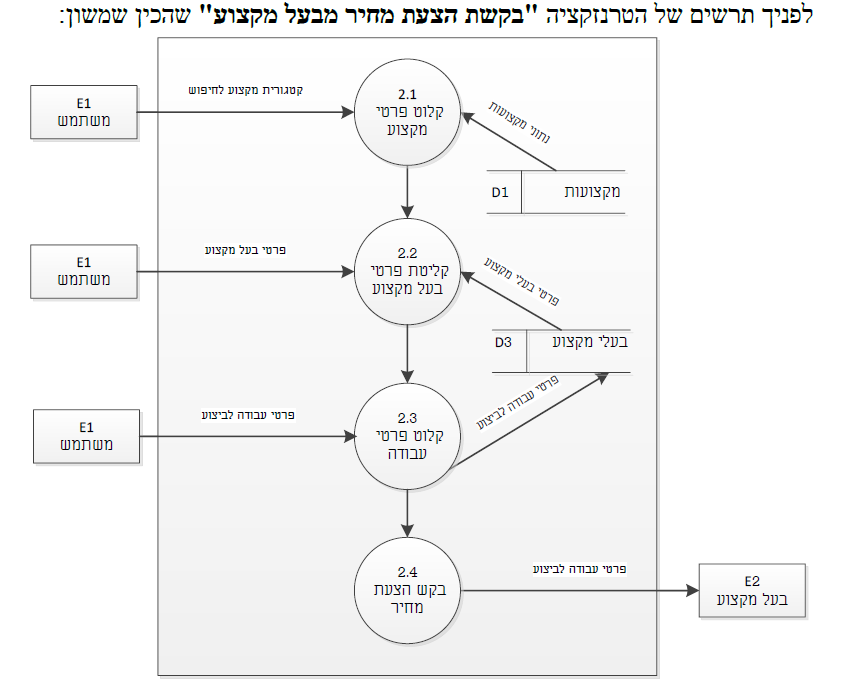 לפניך תרשים של הטרנזקציה "בקשת הצעת מחיר מבעל מקצוע" שהכין שמשון:
E1
משתמש
קטגורית מקצוע לחיפוש
2.1
קלוט פרטי
מקצוע
נתוני מקצועות
D1
מקצועות
E1
משתמש
פרטי בעל מקצוע
2.2
קליטת פרטי
בעל מקצוע
פרטי בעלי מקצוע
D3
בעלי מקצוע
E1
משתמש
פרטי עבודה לביצוע
2.3
קלוט פרטי
עבודה
פרטי עבודה לביצוע
2.4
בקש הצעת
מחיר
פרטי עבודה לביצוע
E2
בעל מקצוע